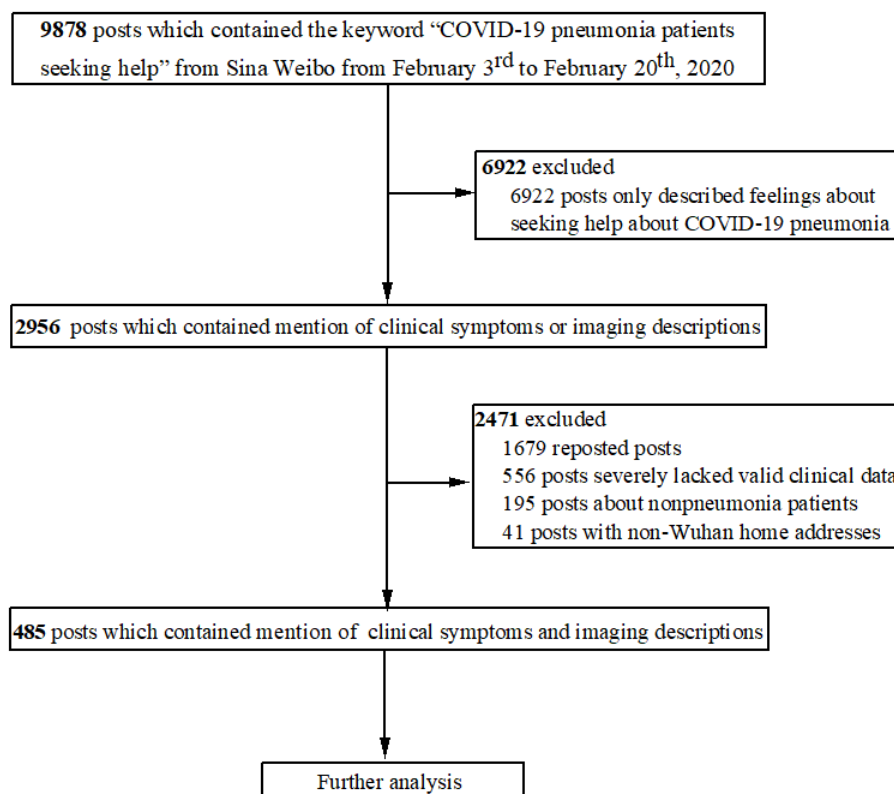 9878 posts which contained the keyword “COVID-19 pneumonia patients
seeking help” from Sina Weibo from February 3rd to February 20th, 2020
6922 excluded
6922 posts only described feelings about
seeking help about COVID-19 pneumonia
2956 posts which contained mention of clinical symptoms or imaging descriptions
2471 excluded
1679 reposted posts
556 posts severely lacked valid clinical data
195 posts about nonpneumonia patients
41 posts with non-Wuhan home addresses
485 posts which contained mention of clinical symptoms and imaging descriptions
Further analysis